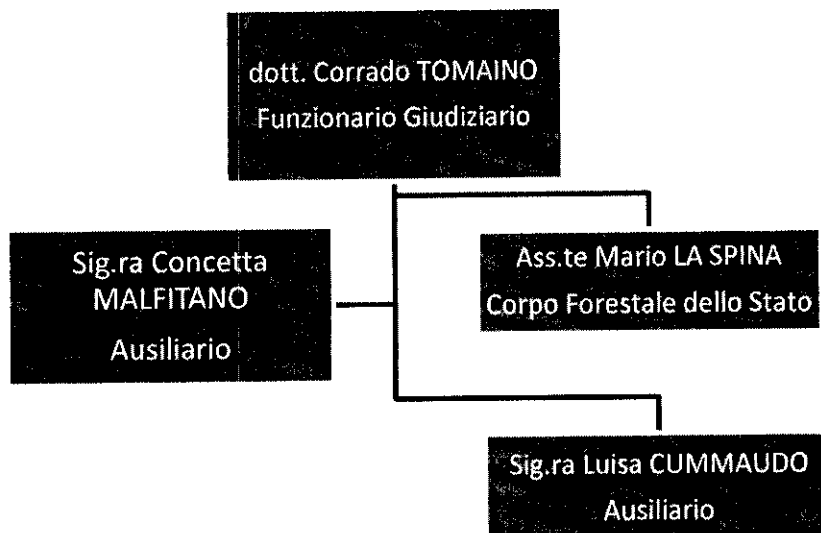 dott. Corrado TOMAINO
Funzionario Giudiziario
Sig.ra Concetta
MALFITANO
Ausiliario
Ass.te Mario LA SPINA
Corpo Forestale dello Stato
Sig.ra Luisa CUMMAUDO
Ausiliario